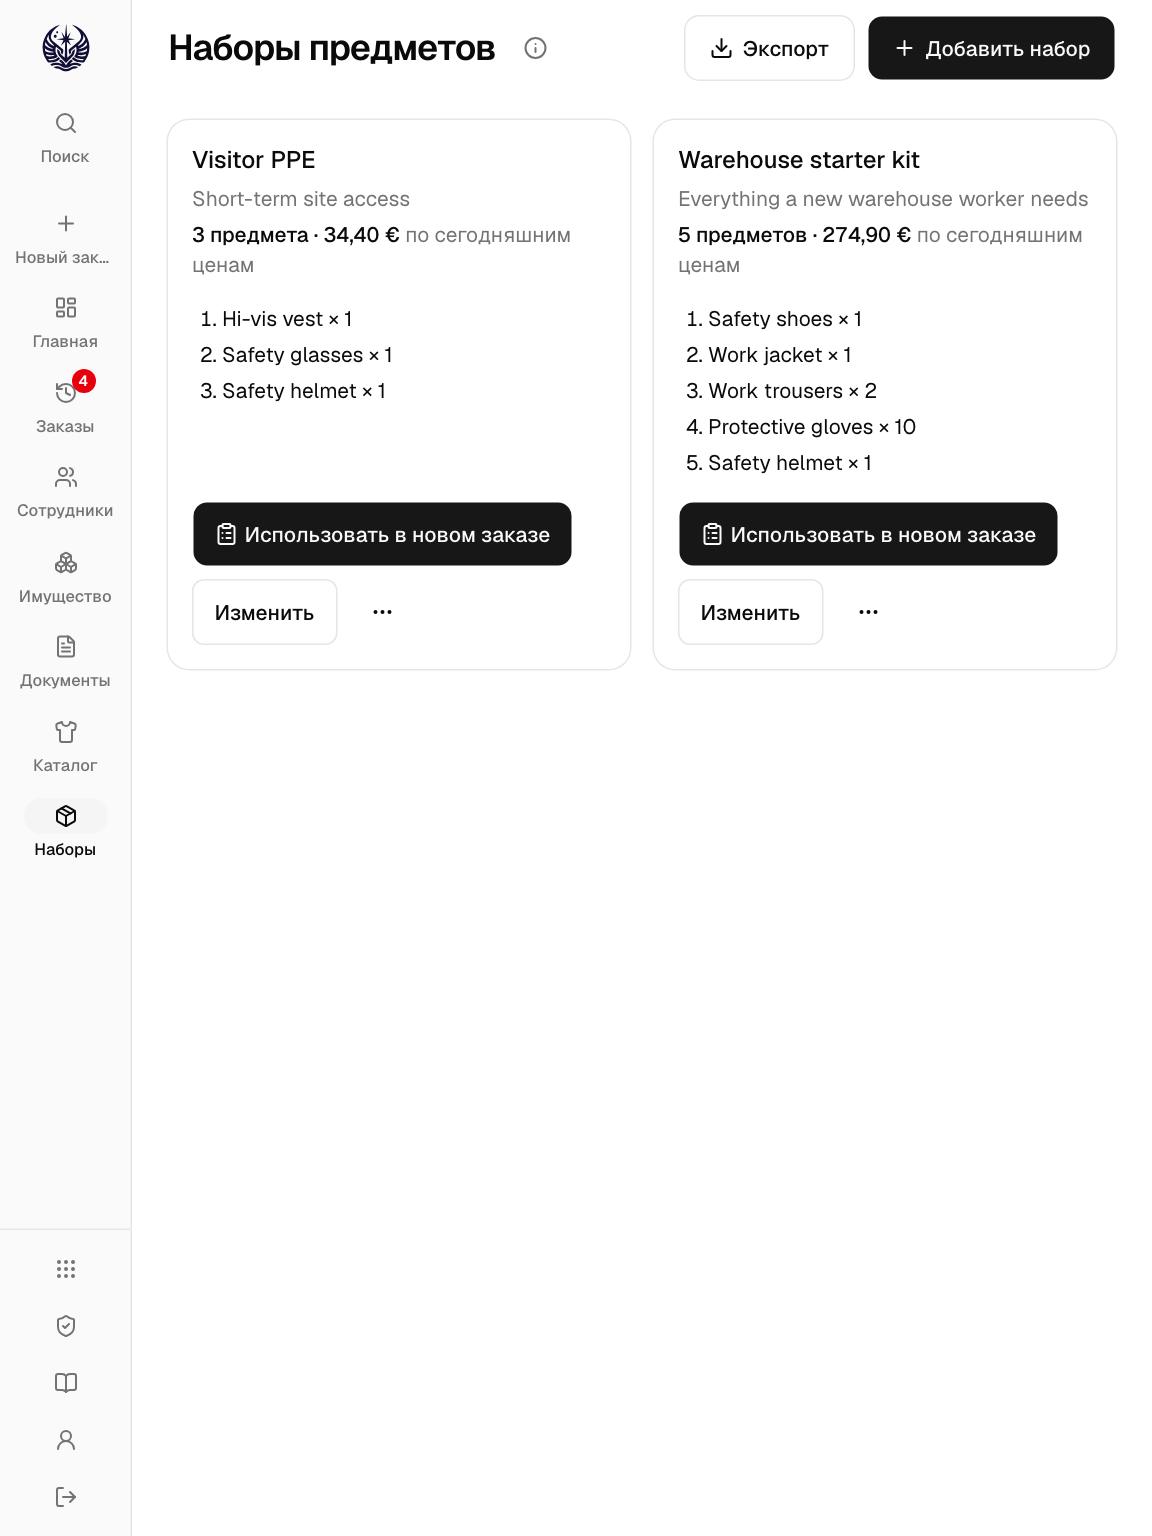 Наборы предметов
Экспорт
Добавить набор
Поиск
Новый зак...
Главная
4
Заказы
Сотрудники
Имущество
Документы
Каталог
Наборы
Visitor PPE
Short-term site access
3 предмета · 34,40 € по сегодняшним
ценам
1. Hi-vis vest × 1
2. Safety glasses × 1
3. Safety helmet × 1
Использовать в новом заказе
Изменить
Warehouse starter kit
Everything a new warehouse worker needs
5 предметов · 274,90 € по сегодняшним
ценам
1. Safety shoes × 1
2. Work jacket × 1
3. Work trousers × 2
4. Protective gloves × 10
5. Safety helmet × 1
Использовать в новом заказе
Изменить